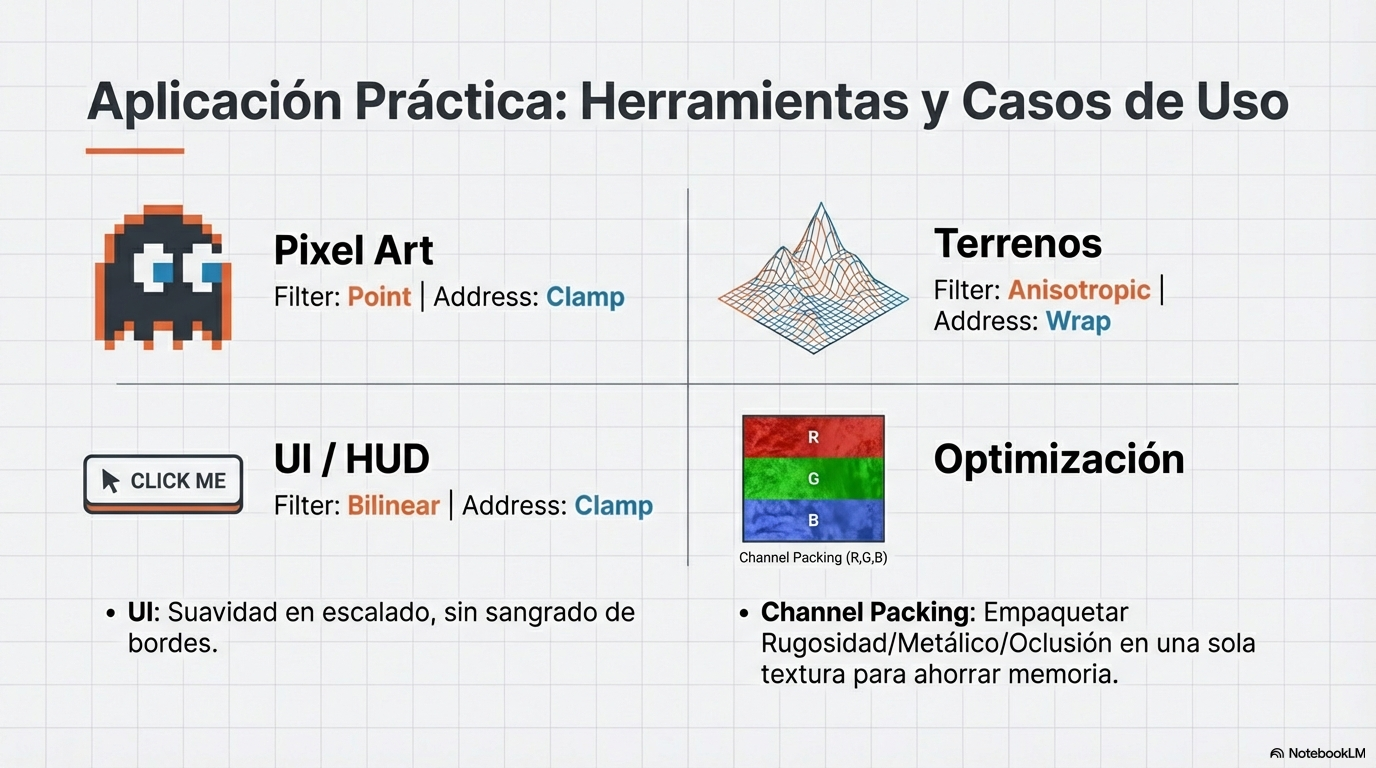 Aplicación Práctica: Herramientas y Casos de Uso
Pixel Art
Filter: Point | Address: Clamp
Terrenos
Filter: Anisotropic |
Address: Wrap
CLICK ME
UI / HUD
Filter: Bilinear | Address: Clamp
R
G
B
Channel Packing (R,G,B)
Optimización
• UI: Suavidad en escalado, sin sangrado de
bordes.
• Channel Packing: Empaquetar
Rugosidad/Metálico/Oclusión en una sola
textura para ahorrar memoria.
NotebookLM